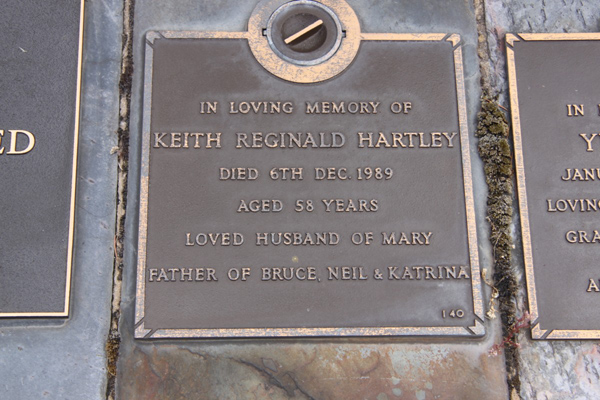 ED
IN LOVING MEMORY OF
KEITH REGINALD HARTLEY
DIED 6TH DEC. 1989
AGED 58 YEARS
LOVED HUSBAND OF MARY
FATHER OF BRUCE, NEIL & KATRINA
140
IN
JANU
LOVING
GRA